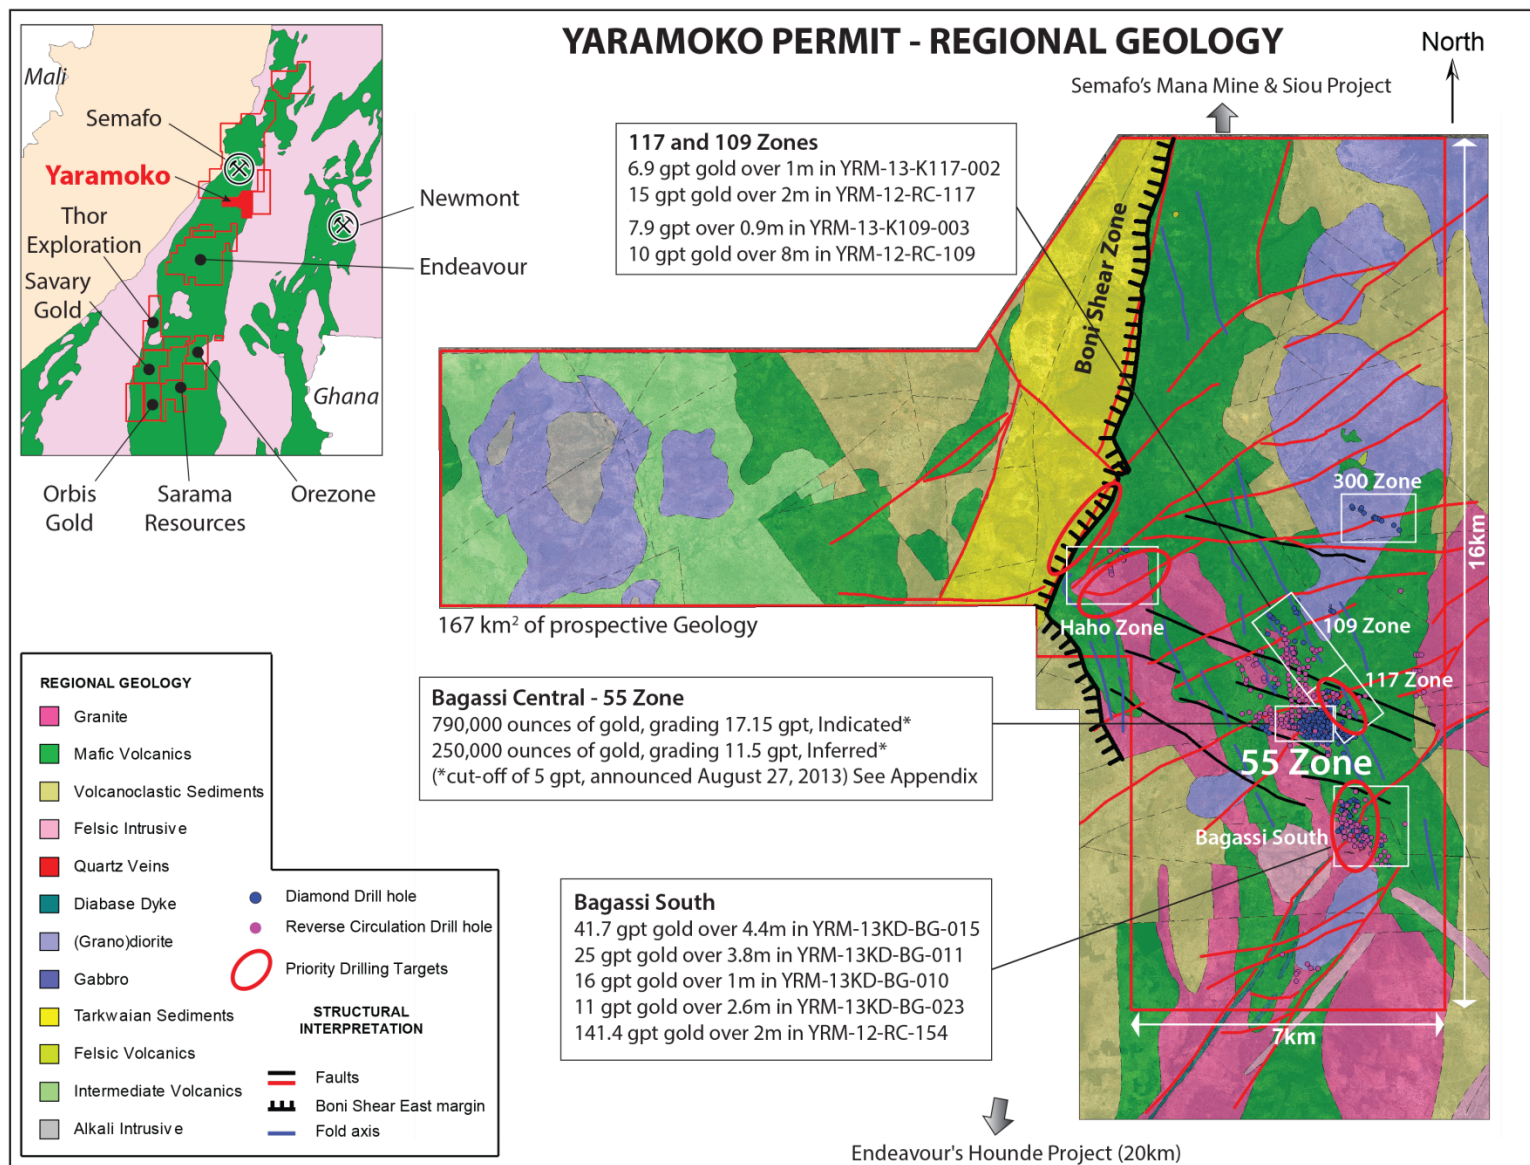 YARAMOKO PERMIT - REGIONAL GEOLOGY
North
Semafo's Mana Mine & Siou Project
Mali
Semafo
Yaramoko
Thor
Exploration
Savary
Gold
Newmont
Endeavour
Ghana
Orbis
Gold
Sarama
Resources
Orezone
117 and 109 Zones
6.9 gpt gold over 1m in YRM-13-K117-002
15 gpt gold over 2m in YRM-12-RC-117
7.9 gpt over 0.9m in YRM-13-K109-003
10 gpt gold over 8m in YRM-12-RC-109
Boni Shear Zone
300 Zone
16km
Haho Zone
109 Zone
117 Zone
55 Zone
Bagassi South
7km
167 km² of prospective Geology
Bagassi Central - 55 Zone
790,000 ounces of gold, grading 17.15 gpt, Indicated*
250,000 ounces of gold, grading 11.5 gpt, Inferred*
(*cut-off of 5 gpt, announced August 27, 2013) See Appendix
Bagassi South
41.7 gpt gold over 4.4m in YRM-13KD-BG-015
25 gpt gold over 3.8m in YRM-13KD-BG-011
16 gpt gold over 1m in YRM-13KD-BG-010
11 gpt gold over 2.6m in YRM-13KD-BG-023
141.4 gpt gold over 2m in YRM-12-RC-154
REGIONAL GEOLOGY
Granite
Mafic Volcanics
Volcanoclastic Sediments
Felsic Intrusive
Quartz Veins
Diabase Dyke
(Grano)diorite
Gabbro
Tarkwaian Sediments
Felsic Volcanics
Intermediate Volcanics
Alkali Intrusive
Diamond Drill hole
Reverse Circulation Drill hole
Priority Drilling Targets
STRUCTURAL
INTERPRETATION
Faults
Boni Shear East margin
Fold axis
Endeavour's Hounde Project (20km)